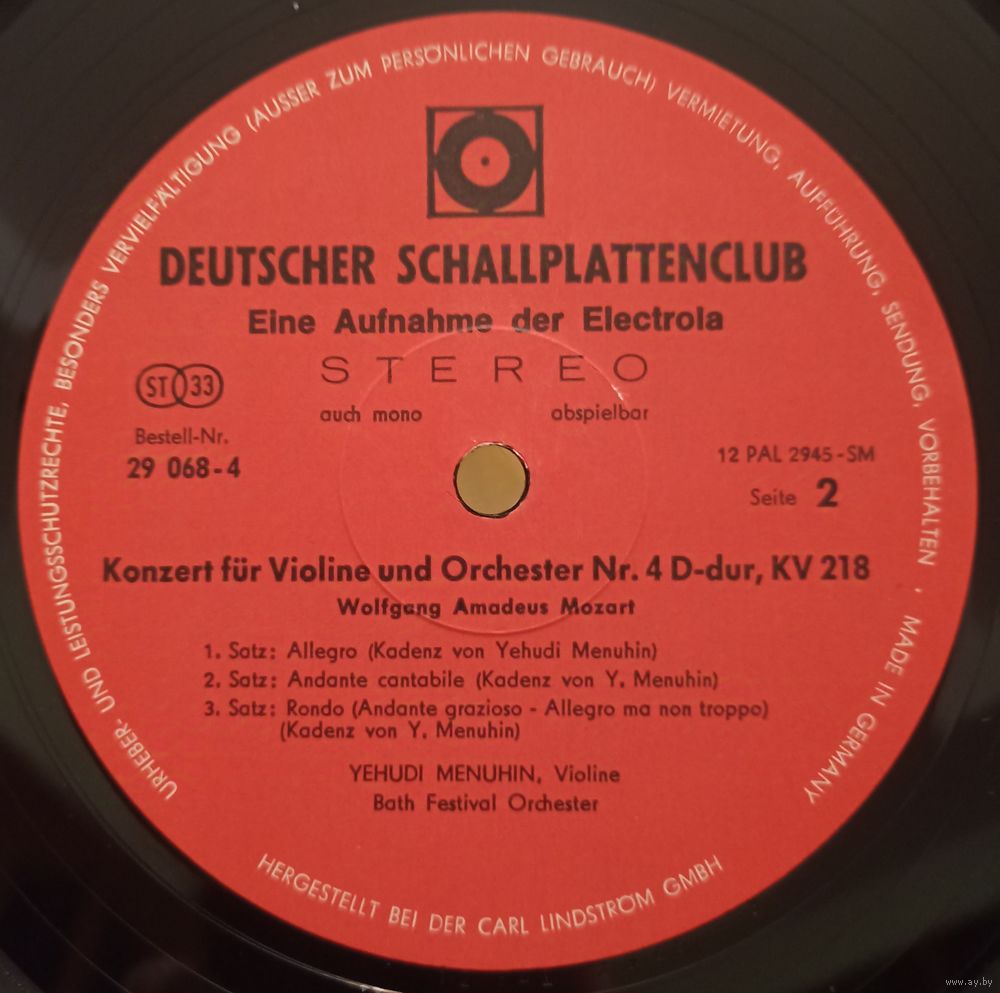 URHEBER- UND LEISTUNGSSCHUTZRECHTE, BESONDERS VERVIELFÄLTIGUNG (AUSSER ZUM PERSÖNLICHEN GEBRAUCH) VERMIETUNG, AUFFÜHRUNG, SENDUNG, VORBEHALTEN , MADE IN GERMANY
DEUTSCHER SCHALLPLATTENCLUB
Eine Aufnahme der Electrola
STEREO
auch mono abspielbar
ST 33
Bestell-Nr.
29 068-4
12 PAL 2945-SM
Seite 2
Konzert für Violine und Orchester Nr. 4 D-dur, KV 218
Wolfgang Amadeus Mozart
1. Satz: Allegro (Kadenz von Yehudi Menuhin)
2. Satz: Andante cantabile (Kadenz von Y. Menuhin)
3. Satz: Rondo (Andante grazioso - Allegro ma non troppo)
(Kadenz von Y. Menuhin)
YEHUDI MENUHIN, Violine
Bath Festival Orchester
HERGESTELLT BEI DER CARL LINDSTRÖM GMBH
www.ay.by